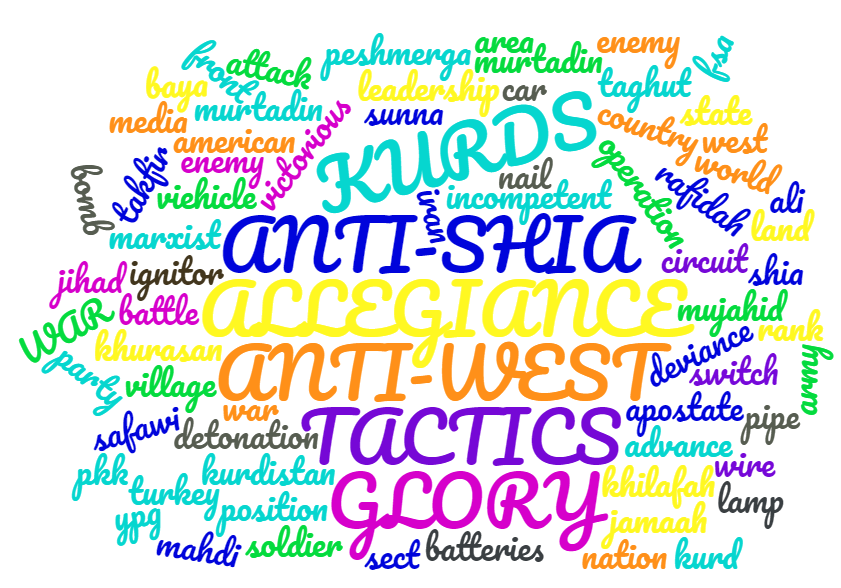 area
enemy
f-sa
peshmerga
murtadin
front
attack
taghut
baya
leadership
car
murtadin
state
media
sunna
KURDS
country
west
american
victorious
enemy
operation
world
takfir
nail
bomb
viehicle
iran
incompetent
rafidah
ali
marxist
ANTI-SHIA
land
circuit
shia
jihad
ignitor
ALLEGIANCE
mujahid
WAR
battle
rank
khurasan
ANTI-WEST
deviance
switch
party
village
war
TACTICS
apostate
pipe
safawi
detonation
advance
wire
pkk
kurdistan
GLORY
khilafah
turkey
lamp
ypg
position
jamaah
mahdi
soldier
sect
batteries
nation
kurd